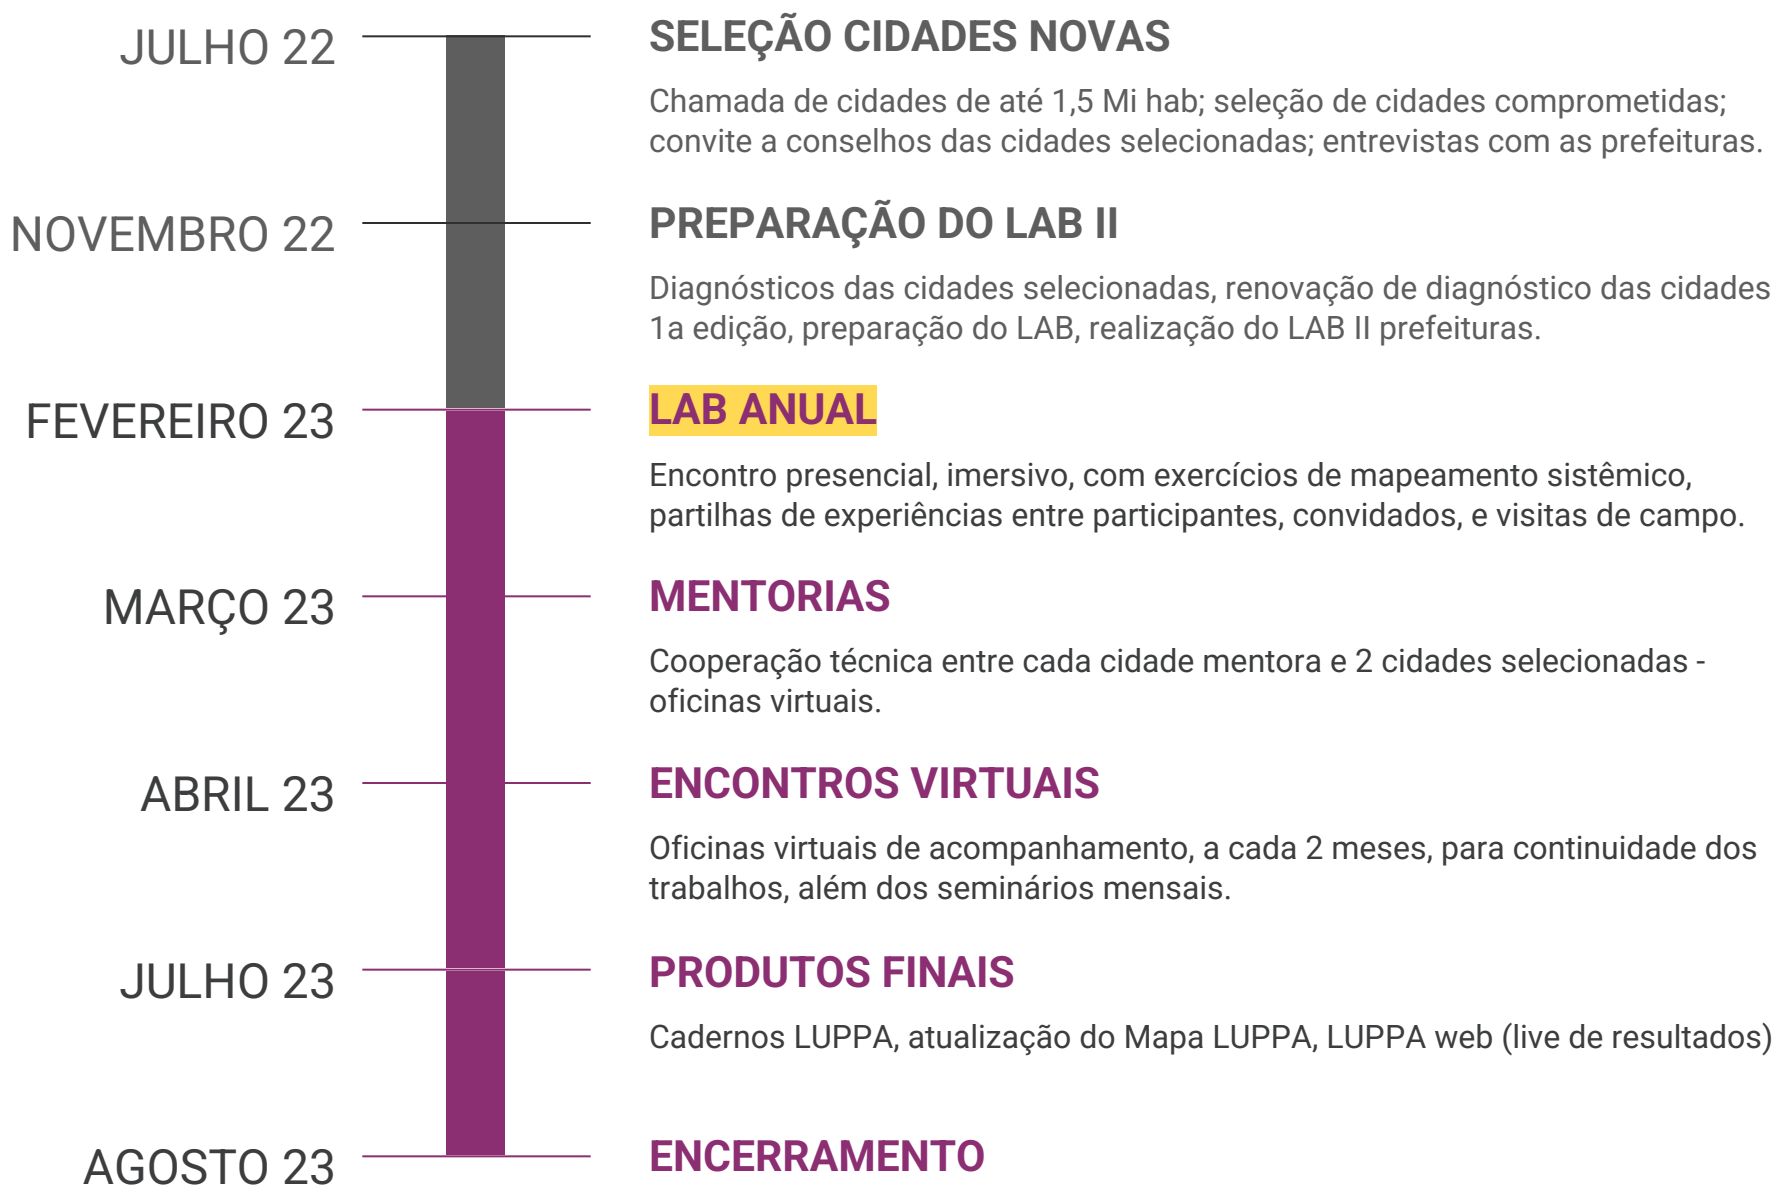 JULHO 22
SELEÇÃO CIDADES NOVAS
Chamada de cidades de até 1,5 Mi hab; seleção de cidades comprometidas;
convite a conselhos das cidades selecionadas; entrevistas com as prefeituras.
NOVEMBRO 22
PREPARAÇÃO DO LAB II
Diagnósticos das cidades selecionadas, renovação de diagnóstico das cidades
1a edição, preparação do LAB, realização do LAB II prefeituras.
FEVEREIRO 23
LAB ANUAL
Encontro presencial, imersivo, com exercícios de mapeamento sistêmico,
partilhas de experiências entre participantes, convidados, e visitas de campo.
MARÇO 23
MENTORIAS
Cooperação técnica entre cada cidade mentora e 2 cidades selecionadas -
oficinas virtuais.
ABRIL 23
ENCONTROS VIRTUAIS
Oficinas virtuais de acompanhamento, a cada 2 meses, para continuidade dos
trabalhos, além dos seminários mensais.
JULHO 23
PRODUTOS FINAIS
Cadernos LUPPA, atualização do Mapa LUPPA, LUPPA web (live de resultados)
AGOSTO 23
ENCERRAMENTO